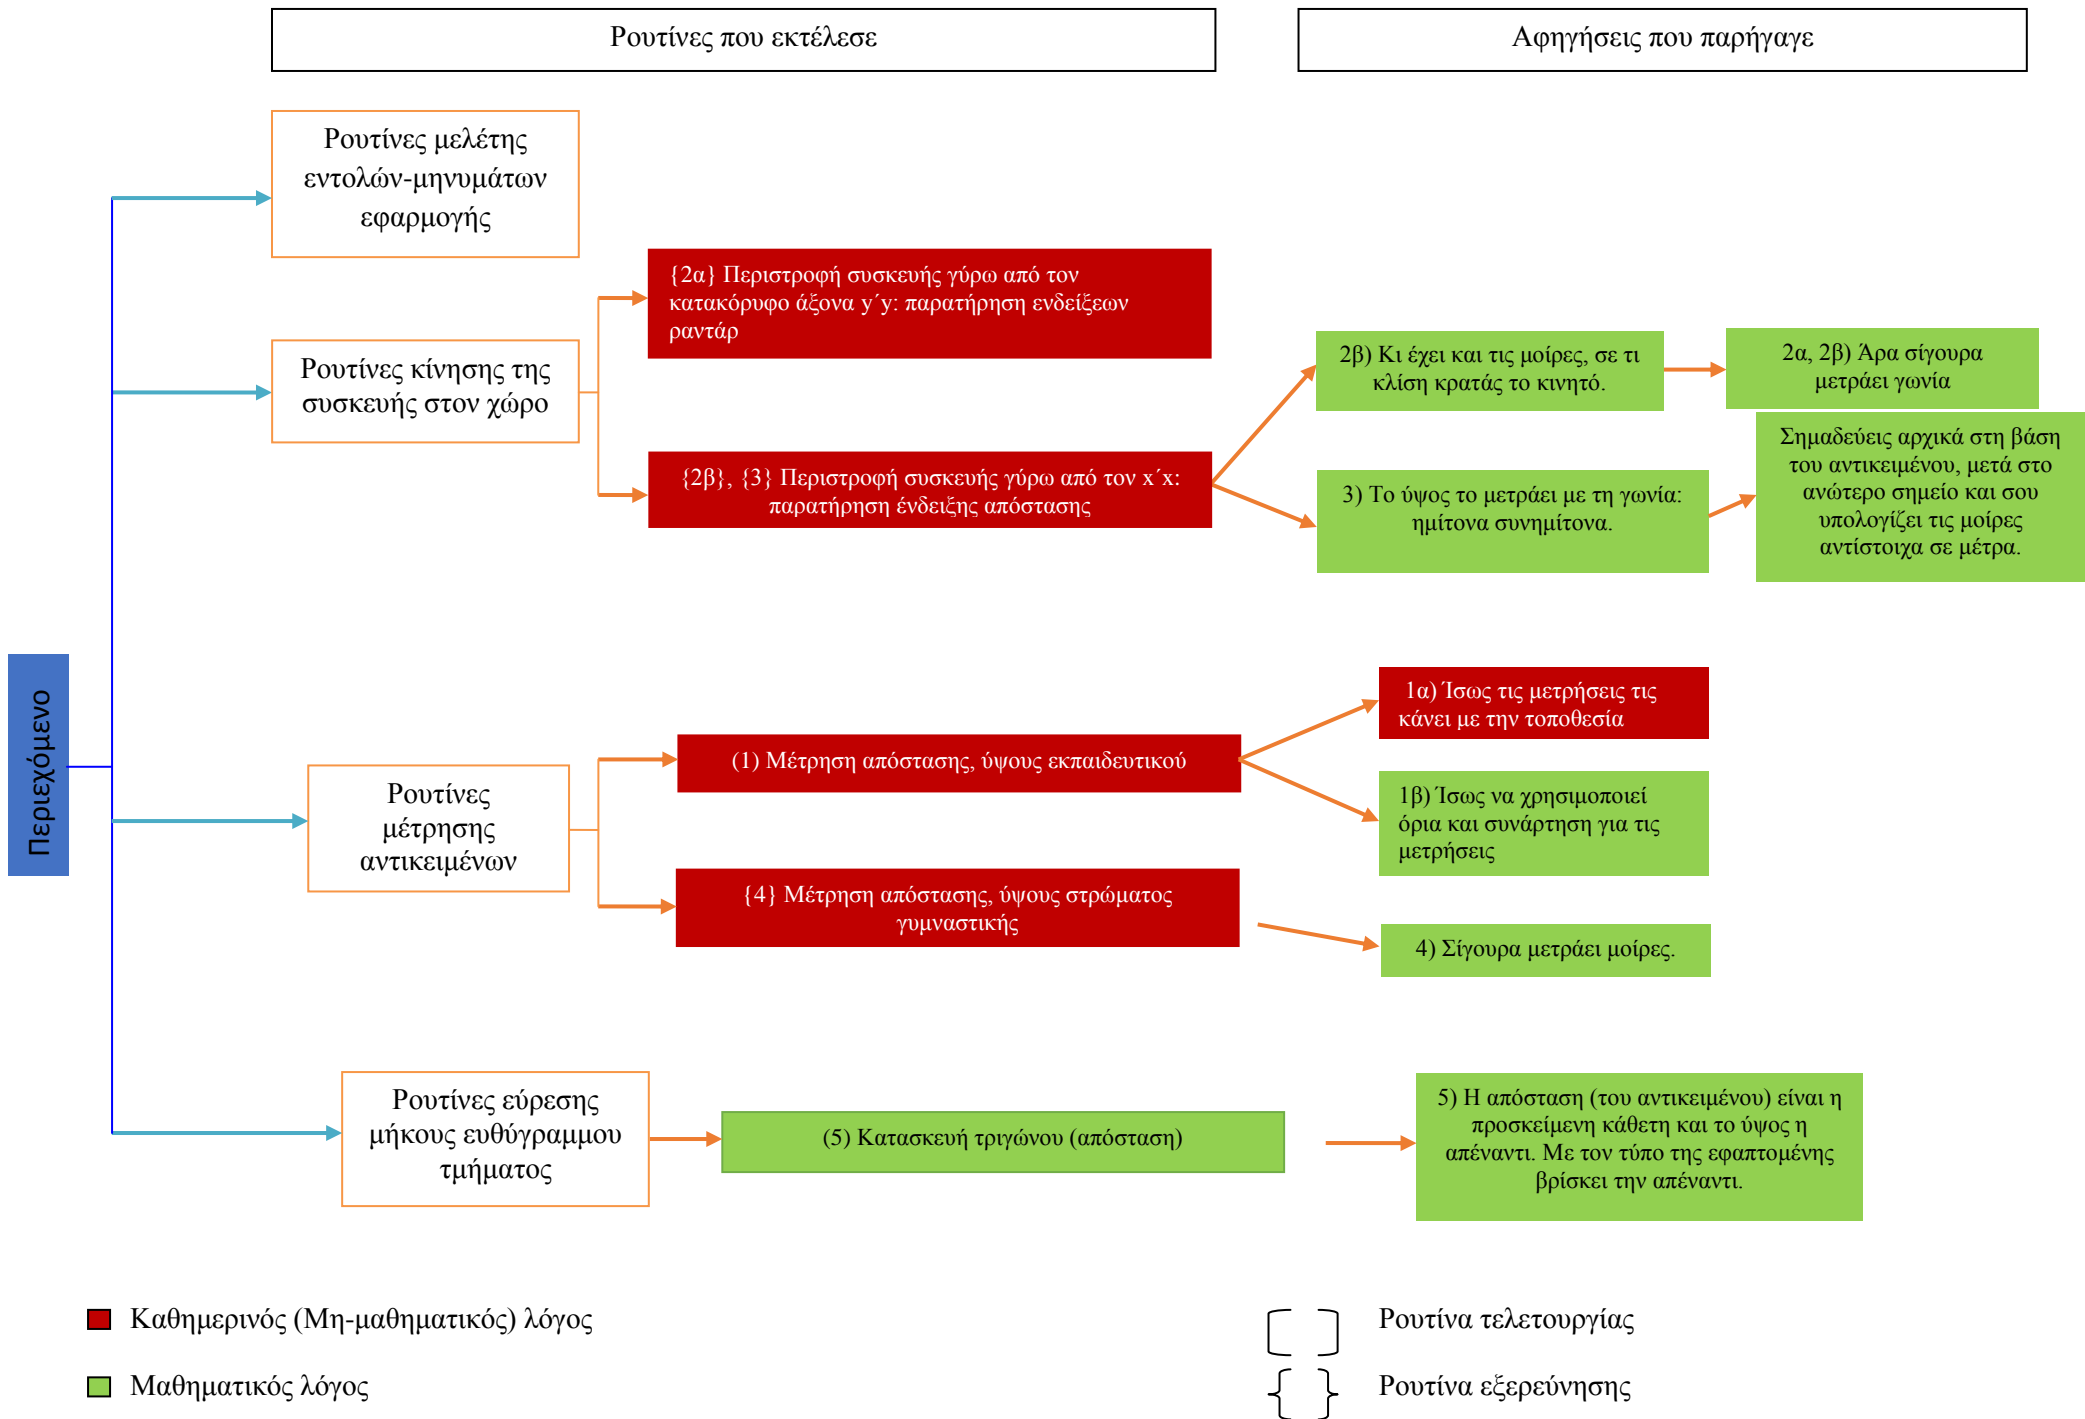 Ρουτίνες που εκτέλεσε
Αφηγήσεις που παρήγαγε
Περιεχόμενο
Ρουτίνες μελέτης
εντολών-μηνυμάτων
εφαρμογής
Ρουτίνες κίνησης της
συσκευής στον χώρο
{2α} Περιστροφή συσκευής γύρω από τον
κατακόρυφο άξονα y΄y: παρατήρηση ενδείξεων
ραντάρ
{2β}, {3} Περιστροφή συσκευής γύρω από τον x΄x:
παρατήρηση ένδειξης απόστασης
2β) Κι έχει και τις μοίρες, σε τι
κλίση κρατάς το κινητό.
2α, 2β) Άρα σίγουρα
μετράει γωνία
3) Το ύψος το μετράει με τη γωνία:
ημίτονα συνημίτονα.
Σημαδεύεις αρχικά στη βάση
του αντικειμένου, μετά στο
ανώτερο σημείο και σου
υπολογίζει τις μοίρες
αντίστοιχα σε μέτρα.
Ρουτίνες
μέτρησης
αντικειμένων
(1) Μέτρηση απόστασης, ύψους εκπαιδευτικού
1α) Ίσως τις μετρήσεις τις
κάνει με την τοποθεσία
1β) Ίσως να χρησιμοποιεί
όρια και συνάρτηση για τις
μετρήσεις
{4} Μέτρηση απόστασης, ύψους στρώματος
γυμναστικής
4) Σίγουρα μετράει μοίρες.
Ρουτίνες εύρεσης
μήκους ευθύγραμμου
τμήματος
(5) Κατασκευή τριγώνου (απόσταση)
5) Η απόσταση (του αντικειμένου) είναι η
προσκείμενη κάθετη και το ύψος η
απέναντι. Με τον τύπο της εφαπτομένης
βρίσκει την απέναντι.
Καθημερινός (Μη-μαθηματικός) λόγος
Ρουτίνα τελετουργίας
Μαθηματικός λόγος
Ρουτίνα εξερεύνησης